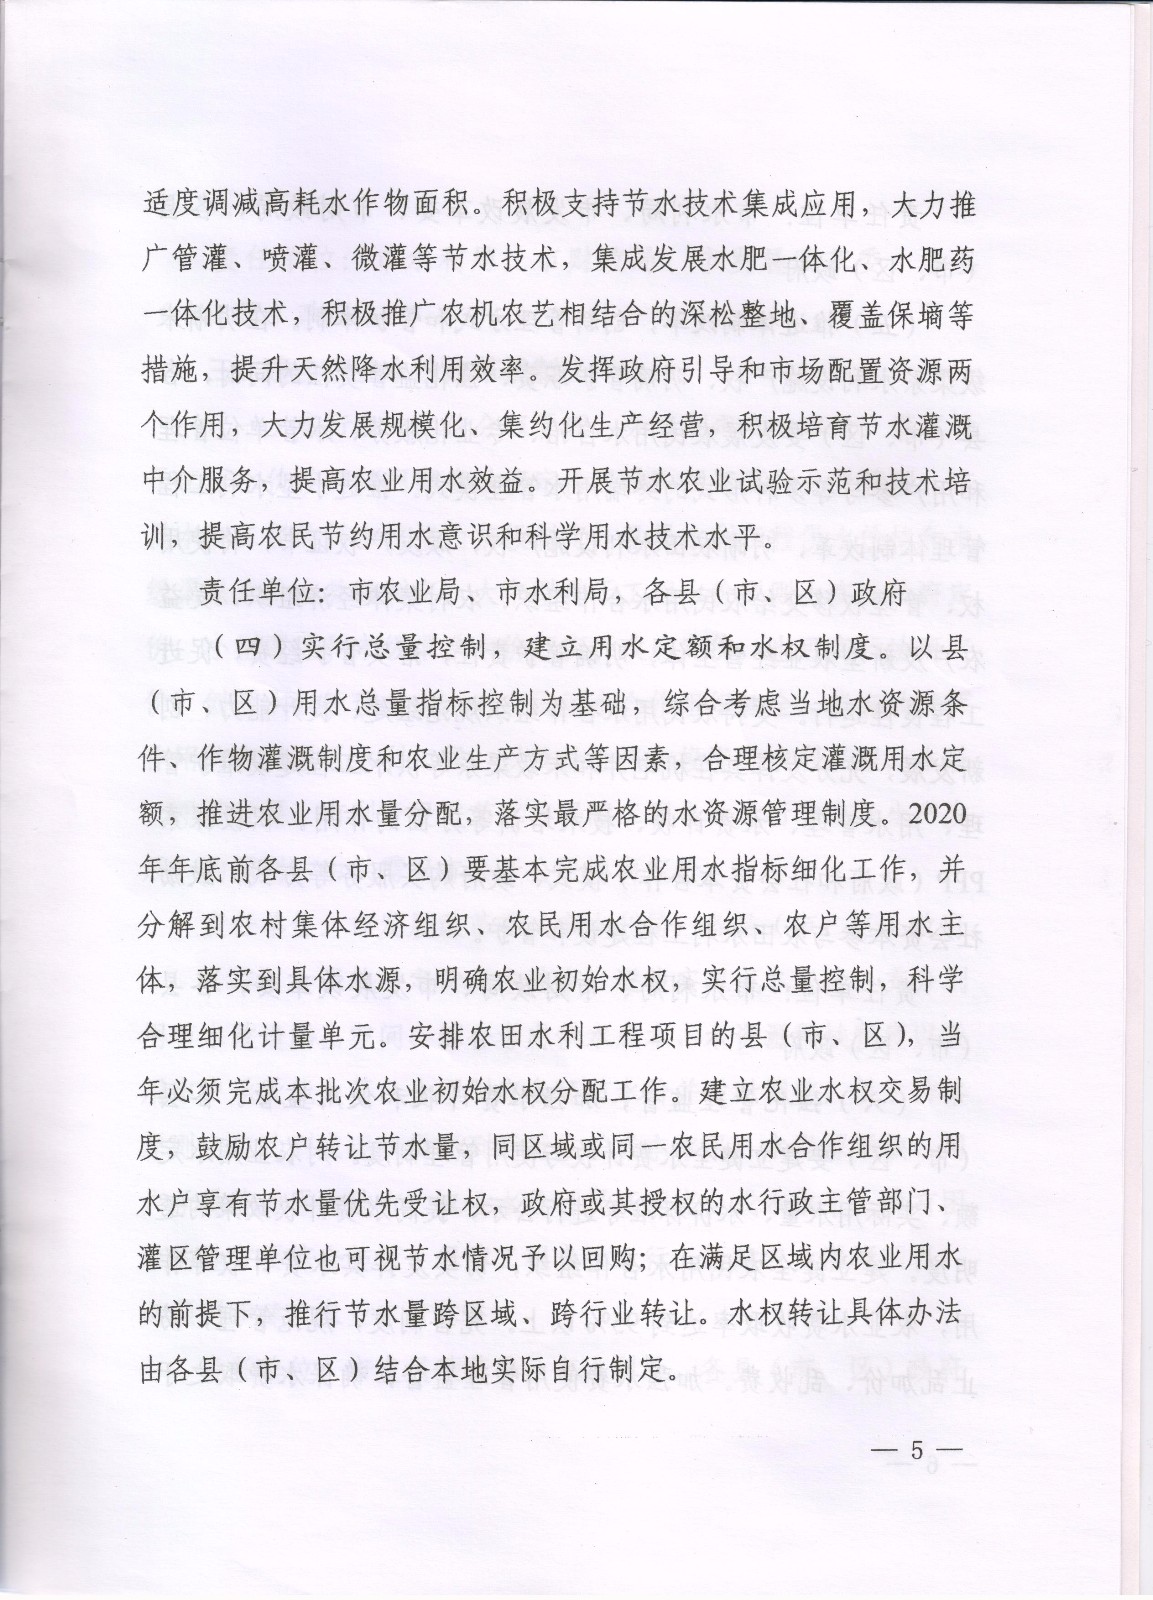 适度调减高耗水作物面积。积极支持节水技术集成应用，大力推
广管灌、喷灌、微灌等节水技术，集成发展水肥一体化、水肥药
一体化技术，积极推广农机农艺相结合的深松整地、覆盖保墒等
措施，提升天然降水利用效率。发挥政府引导和市场配置资源两
个作用，大力发展规模化、集约化生产经营，积极培育节水灌溉
中介服务，提高农业用水效益。开展节水农业试验示范和技术培
训，提高农民节约用水意识和科学用水技术水平。
责任单位：市农业局、市水利局，各县（市、区）政府
（四）实行总量控制，建立用水定额和水权制度。以县
（市、区）用水总量指标控制为基础，综合考虑当地水资源条
件、作物灌溉制度和农业生产方式等因素，合理核定灌溉用水定
额，推进农业用水量分配，落实最严格的水资源管理制度。2020
年年底前各县（市、区）要基本完成农业用水指标细化工作，并
分解到农村集体经济组织、农民用水合作组织、农户等用水主
体，落实到具体水源，明确农业初始水权，实行总量控制，科学
合理细化计量单元。安排农田水利工程项目的县（市、区），当
年必须完成本批次农业初始水权分配工作。建立农业水权交易制
度，鼓励农户转让节水量，同区域或同一农民用水合作组织的用
水户享有节水量优先受让权，政府或其授权的水行政主管部门、
灌区管理单位也可视节水情况予以回购；在满足区域内农业用水
的前提下，推行节水量跨区域、跨行业转让。水权转让具体办法
由各县（市、区）结合本地实际自行制定。
— 5 —